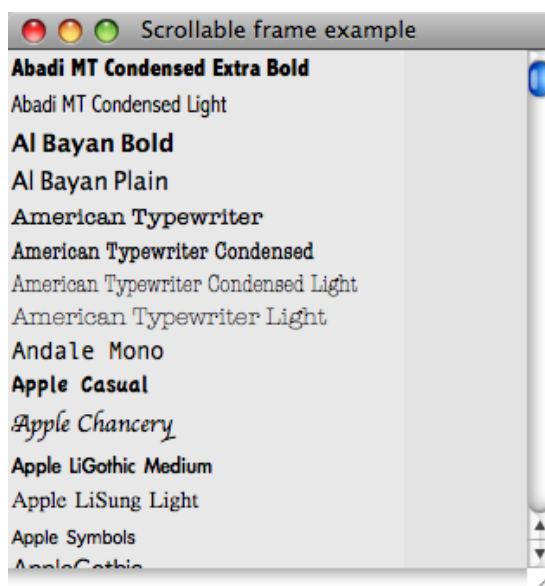 Scrollable frame example
Abadi MT Condensed Extra Bold
Abadi MT Condensed Light
Al Bayan Bold
Al Bayan Plain
American Typewriter
American Typewriter Condensed
American Typewriter Condensed Light
American Typewriter Light
Andale Mono
Apple Casual
Apple Chancery
Apple LiGothic Medium
Apple LiSung Light
Apple Symbols
AppleGothic